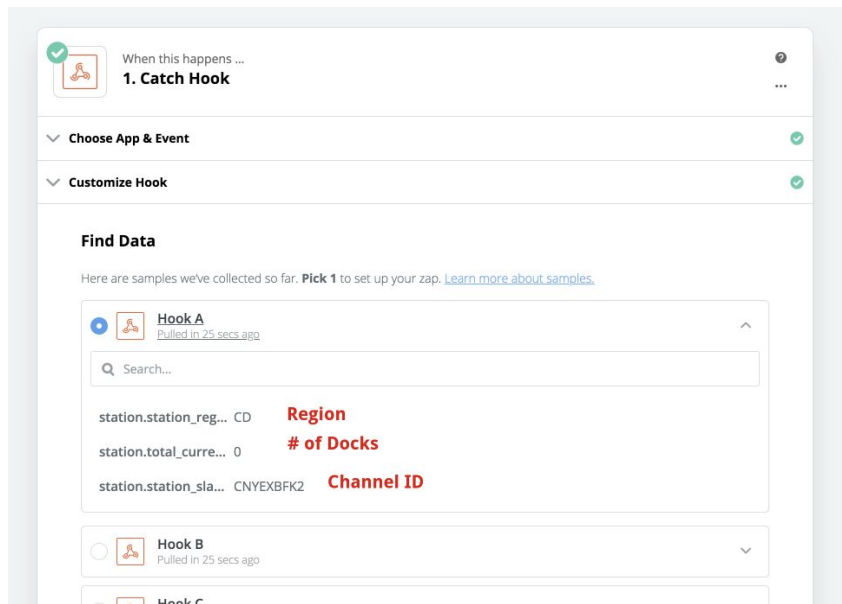 When this happens ...
1. Catch Hook
Choose App & Event
Customize Hook
Find Data
Here are samples we've collected so far. Pick 1 to set up your zap. Learn more about samples.
Hook A
Pulled in 25 secs ago
Search...
station.station_reg... CD Region
station.total_curre... 0 # of Docks
station.station_sla... CNYEXBFK2 Channel ID
Hook B
Pulled in 25 secs ago
Hook C